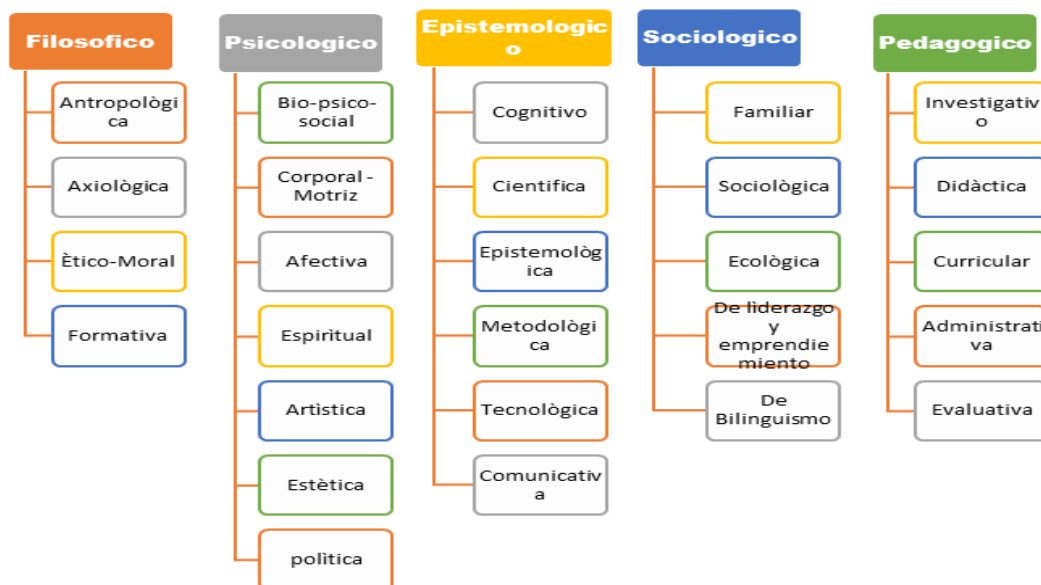 Filosofico
Antropològi
ca
Axiològica
Ètico-Moral
Formativa
Psicologico
Bio-psico-
social
Corporal -
Motriz
Afectiva
Espirìtual
Artìstica
Estètica
polìtica
Epistemologic
o
Cognitivo
Cientifica
Epistemològ
ica
Metodològi
ca
Tecnològica
Comunicativ
a
Sociologico
Familiar
Sociològica
Ecològica
De lìderazgo
y
emprendie
miento
De
Bilinguismo
Pedagogico
Investigativ
o
Didàctica
Curricular
Administrati
va
Evaluativa